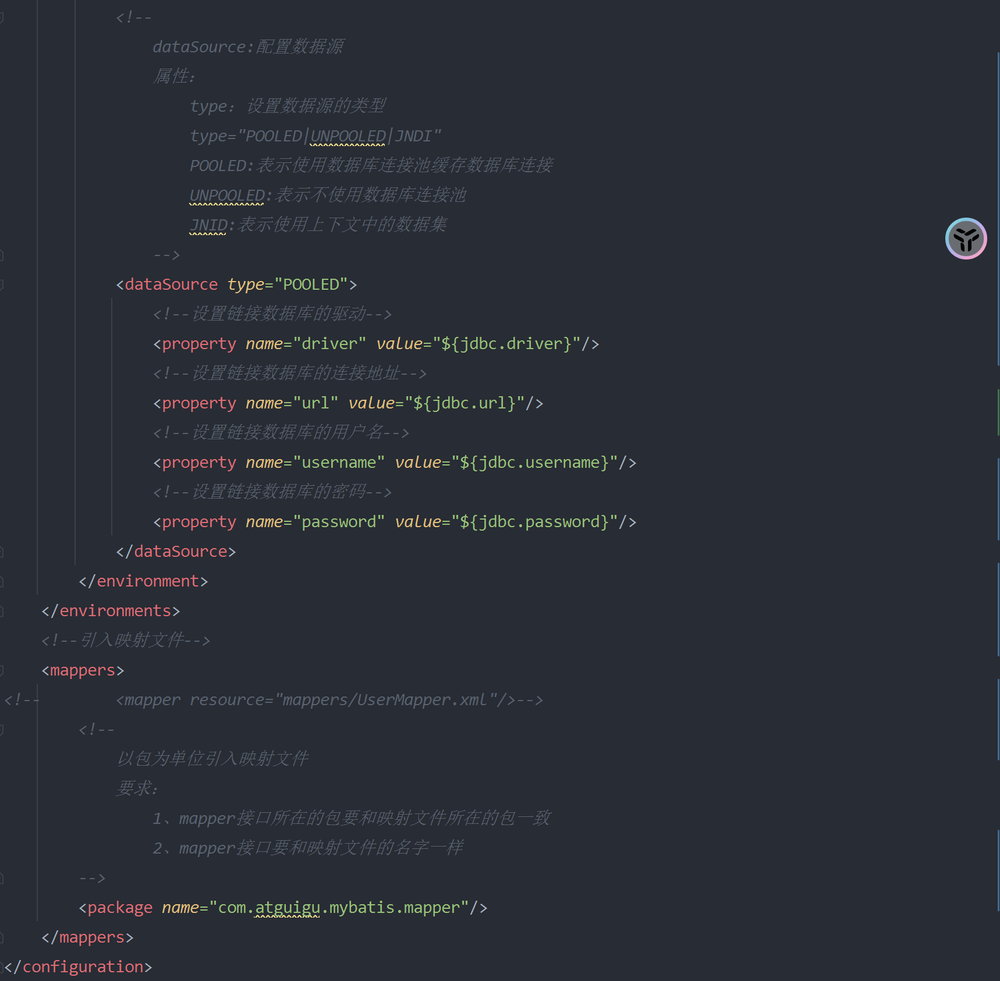 <!--
dataSource:配置数据源
属性：
type：设置数据源的类型
type="POOLED|UNPOOLED|JNDI"
POOLED:表示使用数据库连接池缓存数据库连接
UNPOOLED:表示不使用数据库连接池
JNID:表示使用上下文中的数据集
-->
<dataSource type="POOLED">
<!--设置链接数据库的驱动-->
<property name="driver" value="${jdbc.driver}"/>
<!--设置链接数据库的连接地址-->
<property name="url" value="${jdbc.url}"/>
<!--设置链接数据库的用户名-->
<property name="username" value="${jdbc.username}"/>
<!--设置链接数据库的密码-->
<property name="password" value="${jdbc.password}"/>
</dataSource>
</environment>
</environments>
<!--引入映射文件-->
<mappers>
<!-- <mapper resource="mappers/UserMapper.xml"/>-->
<!--
以包为单位引入映射文件
要求：
1、mapper接口所在的包要和映射文件所在的包一致
2、mapper接口要和映射文件的名字一样
-->
<package name="com.atguigu.mybatis.mapper"/>
</mappers>
</configuration>